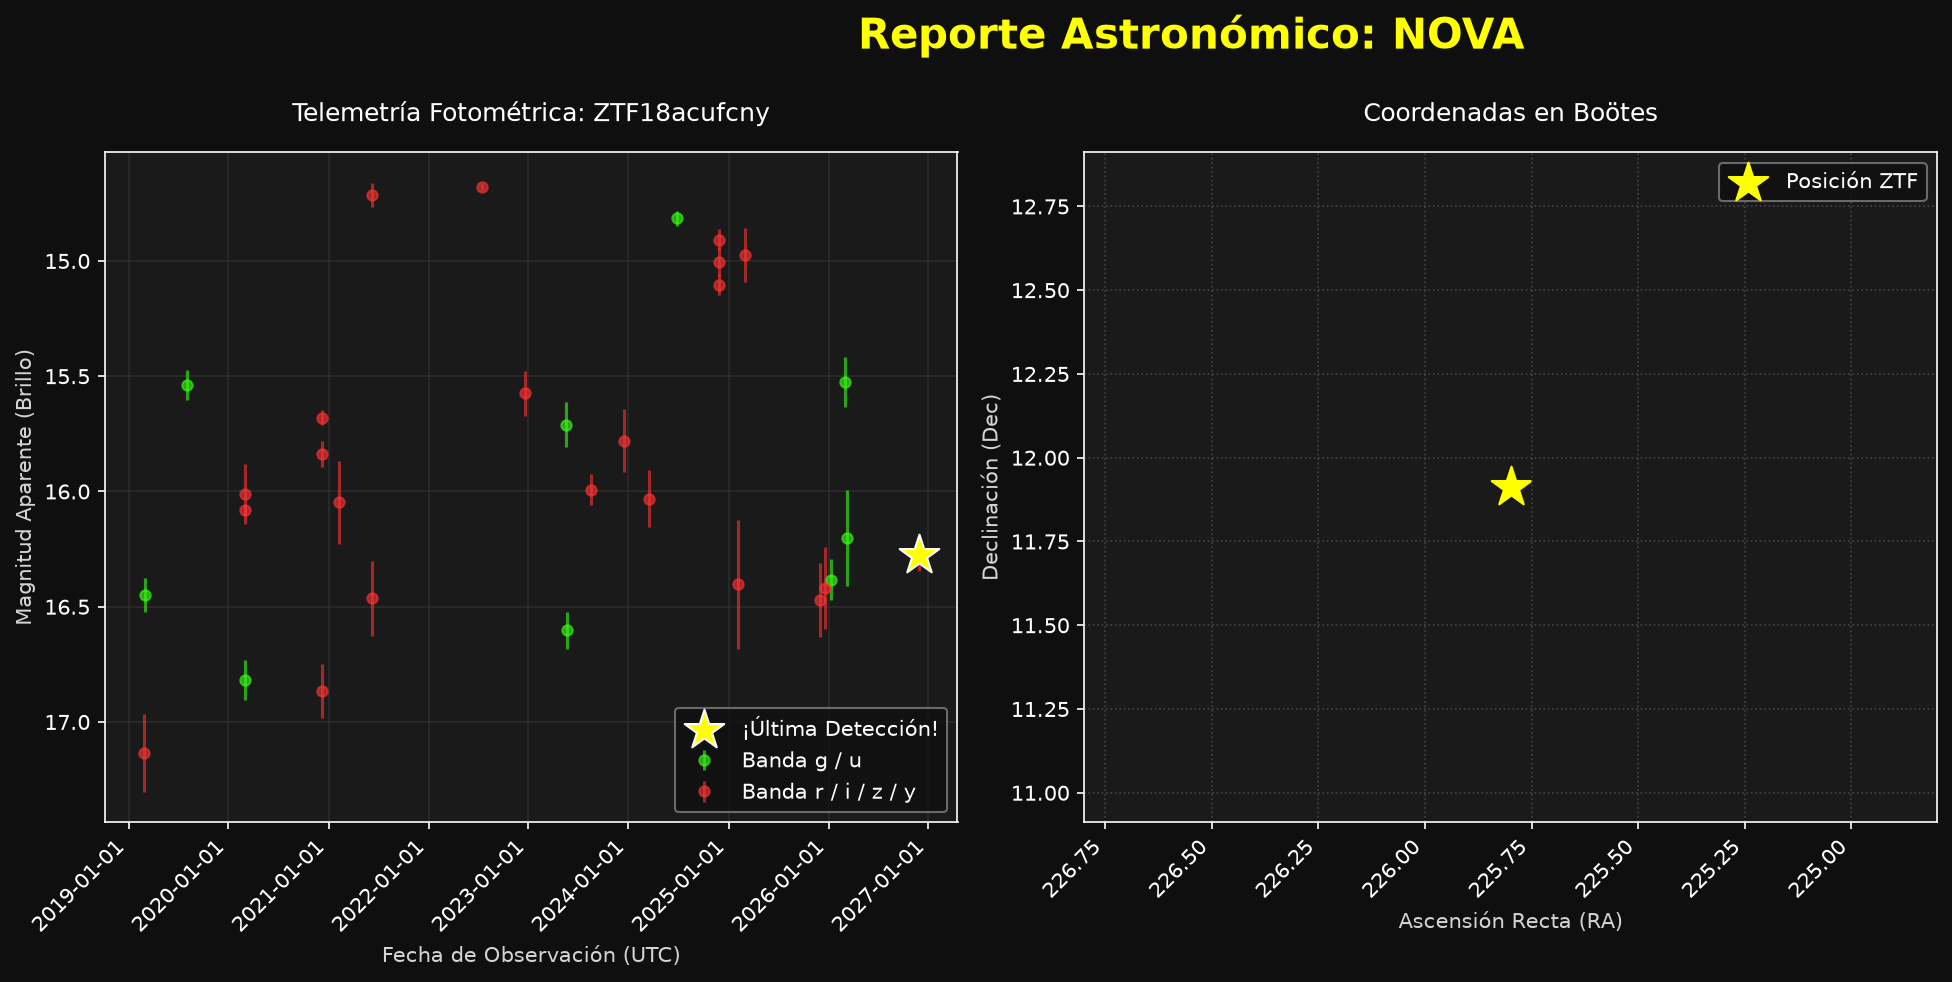 Reporte Astronómico: NOVA
Telemetría Fotométrica: ZTF18acufcny
Magnitud Aparente (Brillo)
15.0
15.5
16.0
16.5
17.0
¡Última Detección!
Banda g / u
Banda r / i / z / y
2019-01-01
2020-01-01
2021-01-01
2022-01-01
2023-01-01
2024-01-01
2025-01-01
2026-01-01
2027-01-01
Fecha de Observación (UTC)
Coordenadas en Boötes
Posición ZTF
Declinación (Dec)
12.75
12.50
12.25
12.00
11.75
11.50
11.25
11.00
226.75
226.50
226.25
226.00
225.75
225.50
225.25
225.00
Ascensión Recta (RA)